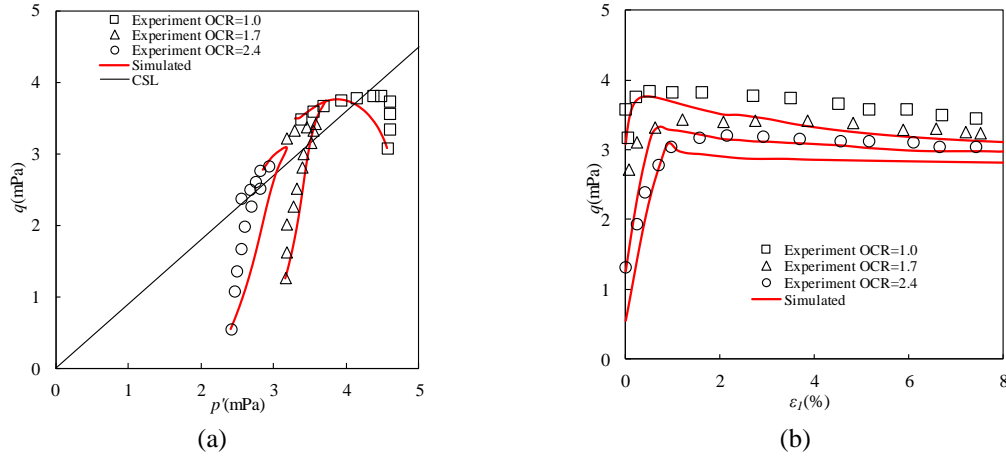 □ Experiment OCR=1.0
△ Experiment OCR=1.7
○ Experiment OCR=2.4
Simulated
CSL
5
4
3
2
1
0
q(mPa)
0 1 2 3 4 5
p'(mPa)
(a)
5
4
3
2
1
0
q(mPa)
□ Experiment OCR=1.0
△ Experiment OCR=1.7
○ Experiment OCR=2.4
Simulated
0 2 4 6 8
ε1(%)
(b)